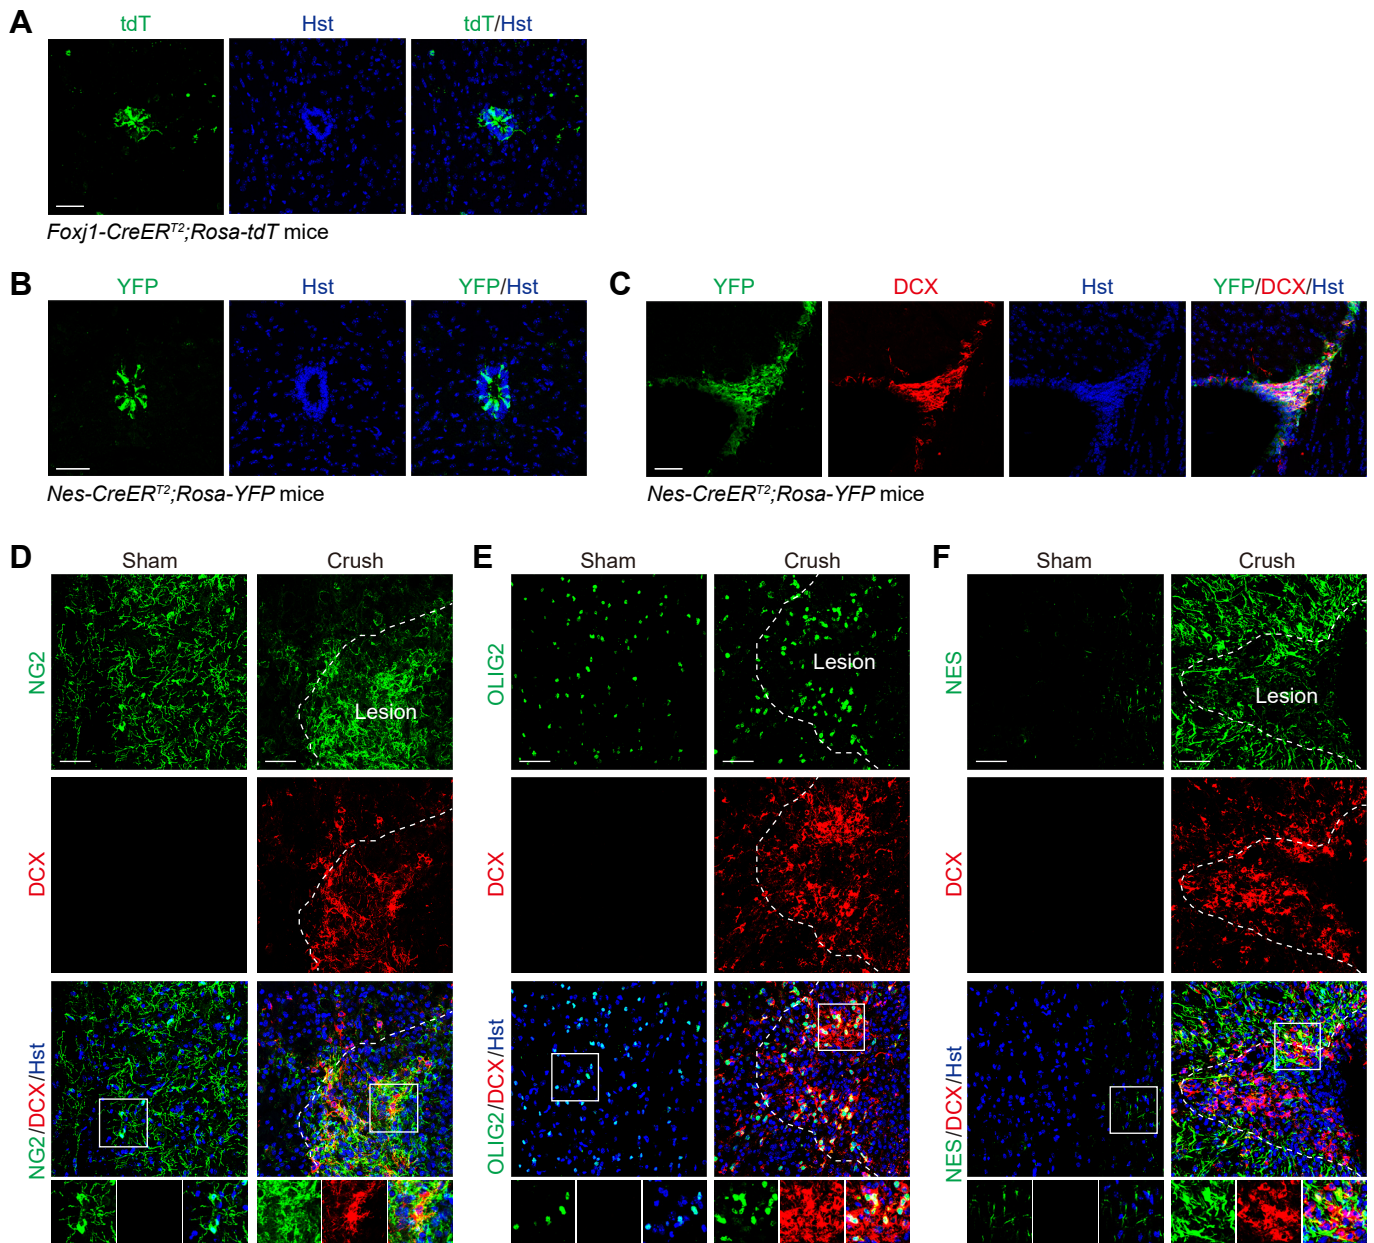 A
tdT Hst tdT/Hst
Foxj1-CreERT2;Rosa-tdT mice
B
YFP Hst YFP/Hst
Nes-CreERT2;Rosa-YFP mice
C
YFP DCX Hst YFP/DCX/Hst
Nes-CreERT2;Rosa-YFP mice
D
Sham Crush
NG2
Lesion
DCX
NG2/DCX/Hst
E
Sham Crush
OLIG2
Lesion
DCX
OLIG2/DCX/Hst
F
Sham Crush
NES
Lesion
DCX
NES/DCX/Hst